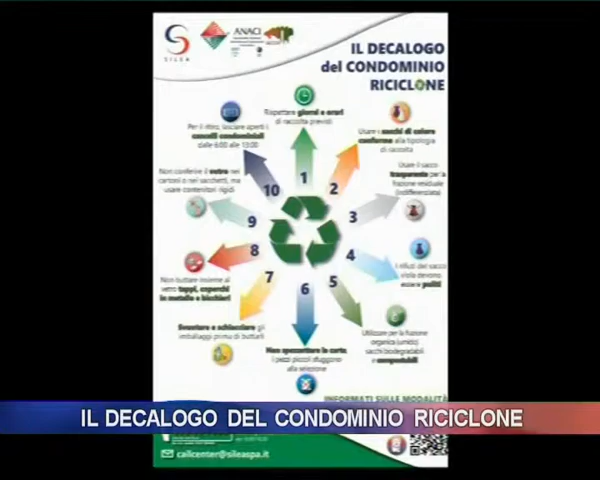 SILEA
ANACI
IL DECALOGO
del CONDOMINIO
RICICLONE
Rispettare giorni e orari
di raccolta previsti
Per il ritiro, lasciare aperti i
cancelli condominiali
dalle 6:00 alle 13:00
Usare i sacchi di colore
conforme alla tipologia
di raccolta
Non conferire il vetro nei
cartoni o nei sacchetti, ma
usare contenitori rigidi
Usare il sacco
trasparente per la
frazione residuale
(indifferenziata)
1
2
3
4
5
6
7
8
9
10
I rifiuti del sacco
viola devono
essere puliti
Non buttare insieme al
vetro tappi, coperchi
in metallo e bicchieri
Svuotare e schiacciare gli
imballaggi prima di buttarli
Non spezzettare la carta:
i pezzi piccoli sfuggono
alla selezione
Utilizzare per la frazione
organica (umido)
sacchi biodegradabili
e compostabili
INFORMATI SULLE MODALITÀ
IL DECALOGO DEL CONDOMINIO RICICLONE
callcenter@sileaspa.it